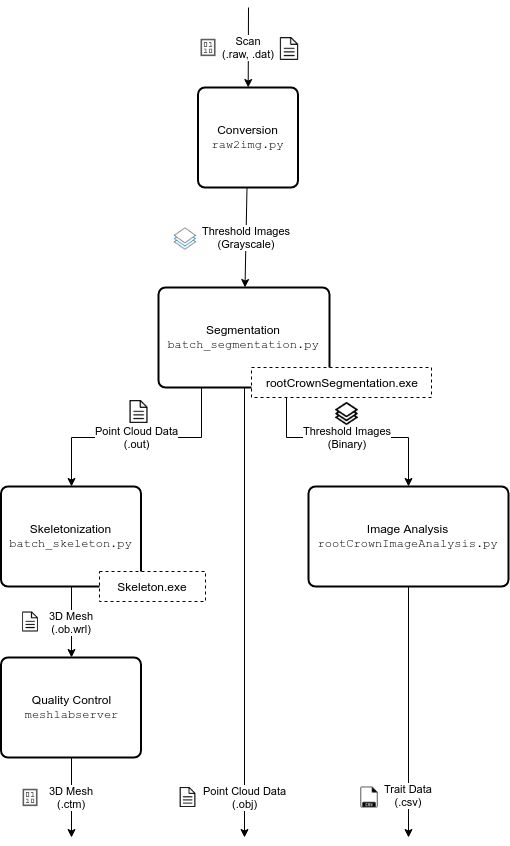 Scan
(.raw, .dat)
Conversion
raw2img.py
Threshold Images
(Grayscale)
Segmentation
batch_segmentation.py
rootCrownSegmentation.exe
Point Cloud Data
(.out)
Threshold Images
(Binary)
Skeletonization
batch_skeleton.py
Skeleton.exe
Image Analysis
rootCrownImageAnalysis.py
3D Mesh
(.ob.wrl)
Quality Control
meshlabserver
3D Mesh
(.ctm)
Point Cloud Data
(.obj)
Trait Data
(.csv)